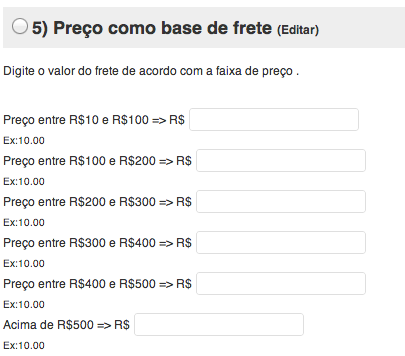 5) Preço como base de frete (Editar)
Digite o valor do frete de acordo com a faixa de preço .
Preço entre R$10 e R$100 => R$
Ex:10.00
Preço entre R$100 e R$200 => R$
Ex:10.00
Preço entre R$200 e R$300 => R$
Ex:10.00
Preço entre R$300 e R$400 => R$
Ex:10.00
Preço entre R$400 e R$500 => R$
Ex:10.00
Acima de R$500 => R$
Ex:10.00